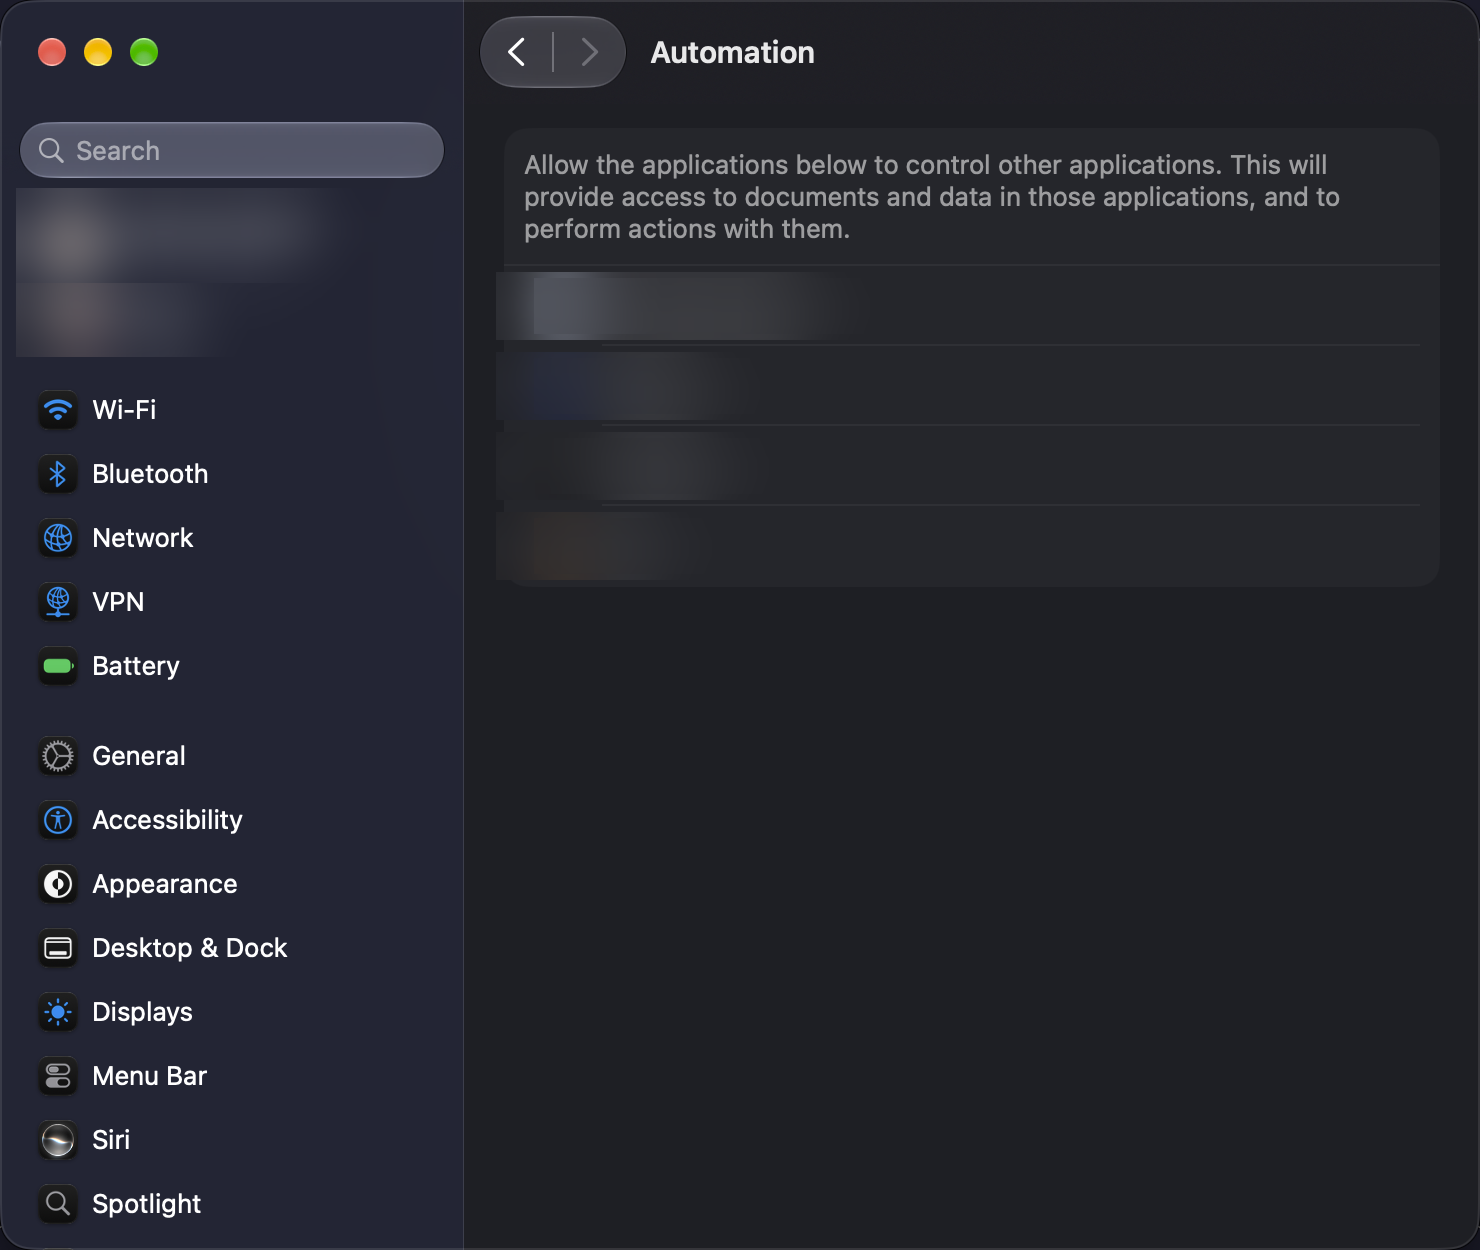 Automation
Search
Allow the applications below to control other applications. This will
provide access to documents and data in those applications, and to
perform actions with them.
Wi-Fi
Bluetooth
Network
VPN
Battery
General
Accessibility
Appearance
Desktop & Dock
Displays
Menu Bar
Siri
Spotlight